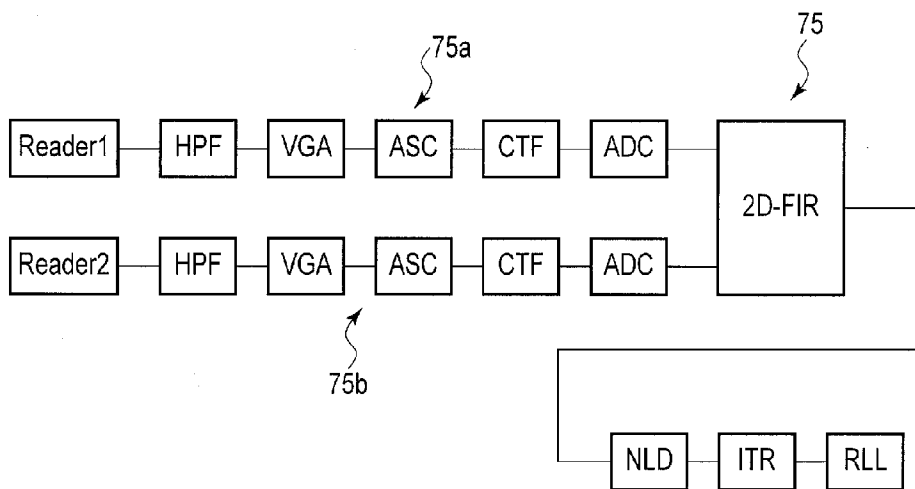 75
75a
Reader1 HPF VGA ASC CTF ADC
2D-FIR
Reader2 HPF VGA ASC CTF ADC
75b
NLD ITR RLL